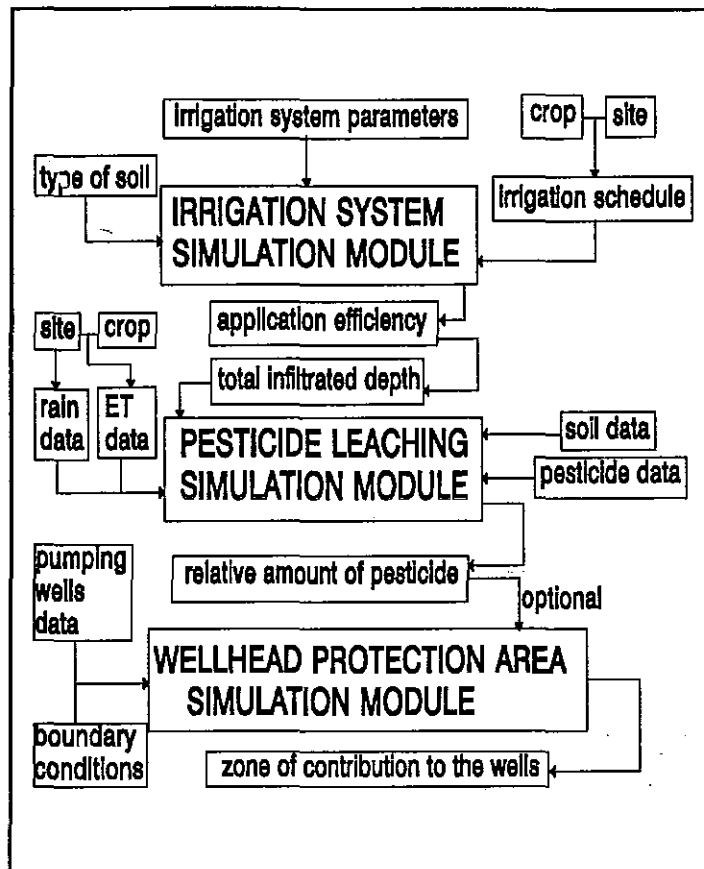 irrigation system parameters
crop
site
type of soil
irrigation schedule
IRRIGATION SYSTEM
SIMULATION MODULE
application efficiency
site
crop
total infiltrated depth
rain
data
ET
data
PESTICIDE LEACHING
SIMULATION MODULE
soil data
pesticide data
pumping
wells
data
relative amount of pesticide
optional
WELLHEAD PROTECTION AREA
SIMULATION MODULE
boundary
conditions
zone of contribution to the wells